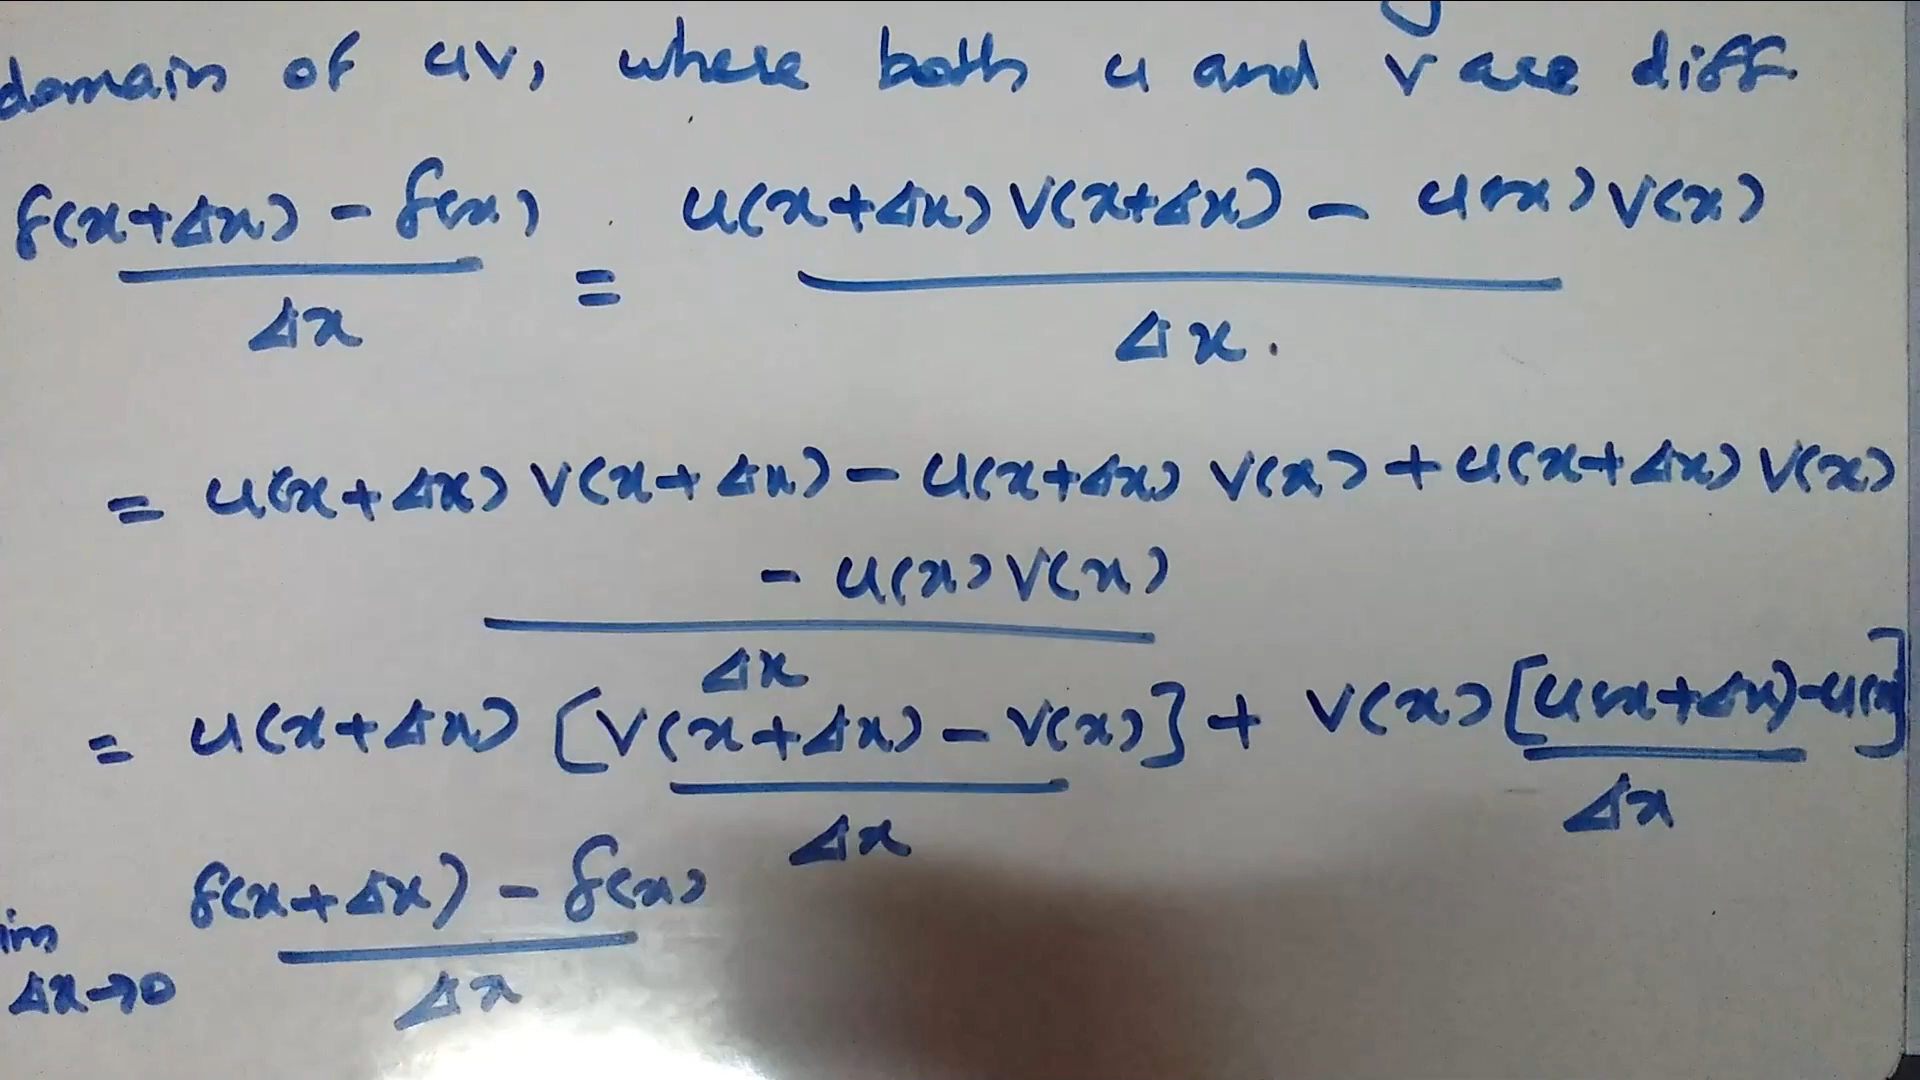 domain of uv, where both u and v are diff.
f(x+Δx) - f(x) = u(x+Δx) v(x+Δx) - u(x) v(x)
Δx Δx.
= u(x+Δx) v(x+Δx) - u(x+Δx) v(x) + u(x+Δx) v(x)
- u(x) v(x)
Δx
= u(x+Δx) [v(x+Δx) - v(x)] + v(x) [u(x+Δx) - u(x)]
Δx Δx
f(x+Δx) - f(x)
im
Δx→0 Δx